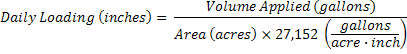 Daily Loading (inches) = Volume Applied (gallons) / Area (acres) × 27,152 (gallons / acre · inch)